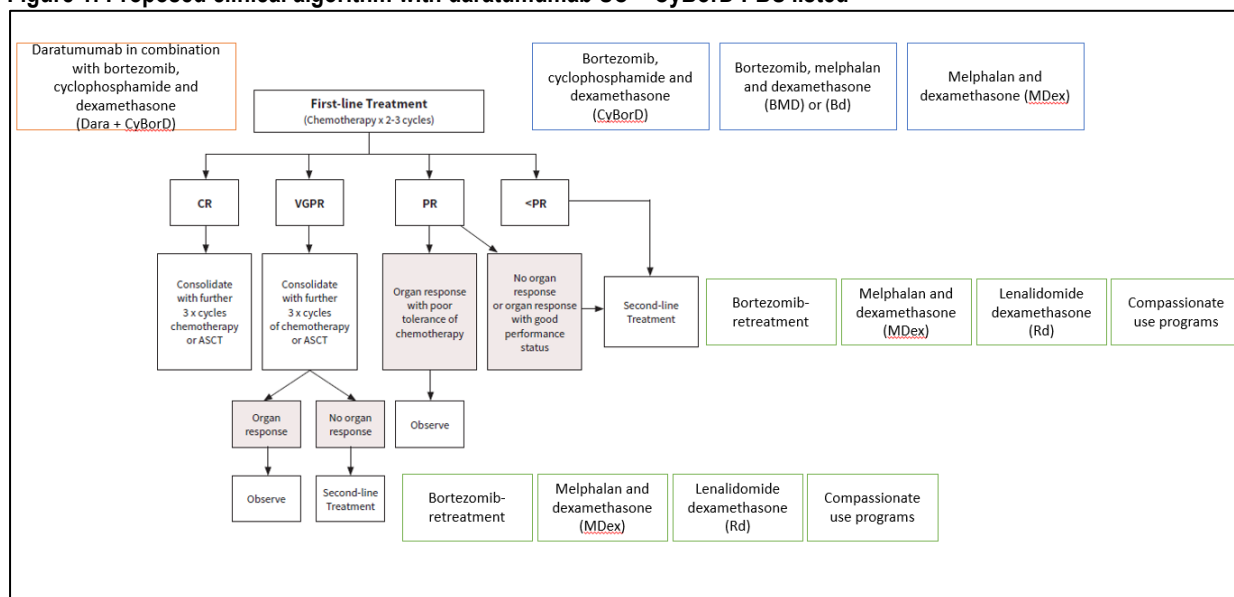 Figure 1: Proposed clinical algorithm with daratumumab SC + CyBorD PBS listed
Daratumumab in combination
with bortezomib,
cyclophosphamide and
dexamethasone
(Dara + CyBorD)
First-line Treatment
(Chemotherapy x 2-3 cycles)
Bortezomib,
cyclophosphamide and
dexamethasone
(CyBorD)
Bortezomib, melphalan
and dexamethasone
(BMD) or (Bd)
Melphalan and
dexamethasone (MDex)
CR
VGPR
PR
<PR
Consolidate
with further
3 x cycles
chemotherapy
or ASCT
Consolidate
with further
3 x cycles
of chemotherapy
or ASCT
Organ response
with poor
tolerance of
chemotherapy
No organ
response
or organ response
with good
performance
status
Second-line
Treatment
Bortezomib-
retreatment
Melphalan and
dexamethasone
(MDex)
Lenalidomide
dexamethasone
(Rd)
Compassionate
use programs
Organ
response
No organ
response
Observe
Observe
Second-line
Treatment
Bortezomib-
retreatment
Melphalan and
dexamethasone
(MDex)
Lenalidomide
dexamethasone
(Rd)
Compassionate
use programs